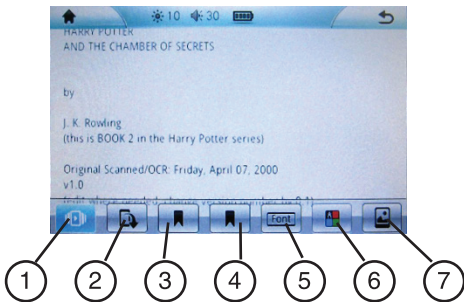 10 30
HARRY POTTER
AND THE CHAMBER OF SECRETS
by
J. K. Rowling
(this is BOOK 2 in the Harry Potter series)
Original Scanned/OCR: Friday, April 07, 2000
v1.0
Font
A
1 2 3 4 5 6 7